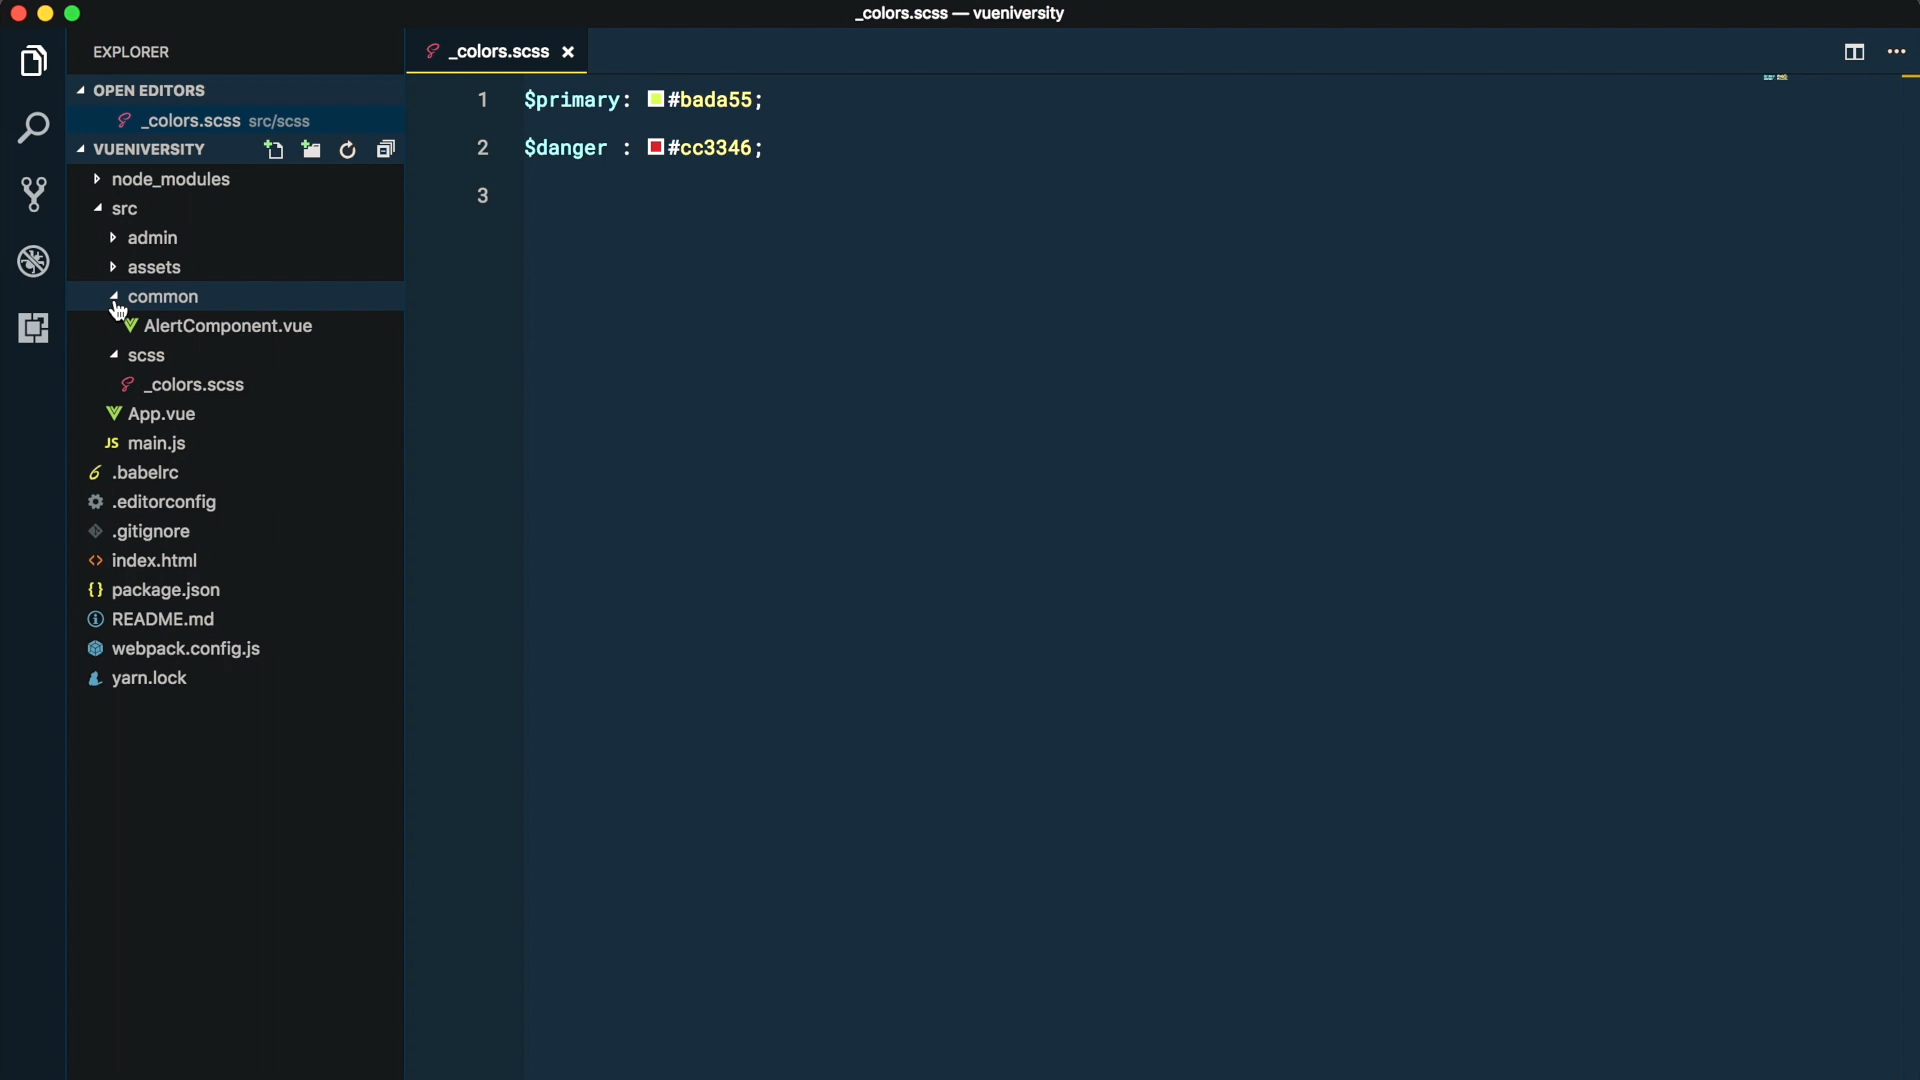 _colors.scss — vueniversity
EXPLORER
OPEN EDITORS
_colors.scss src/scss
VUENIVERSITY
node_modules
src
admin
assets
common
AlertComponent.vue
scss
_colors.scss
App.vue
JS main.js
.babelrc
.editorconfig
.gitignore
index.html
package.json
README.md
webpack.config.js
yarn.lock
_colors.scss
1 $primary: #bada55;
2 $danger : #cc3346;
3